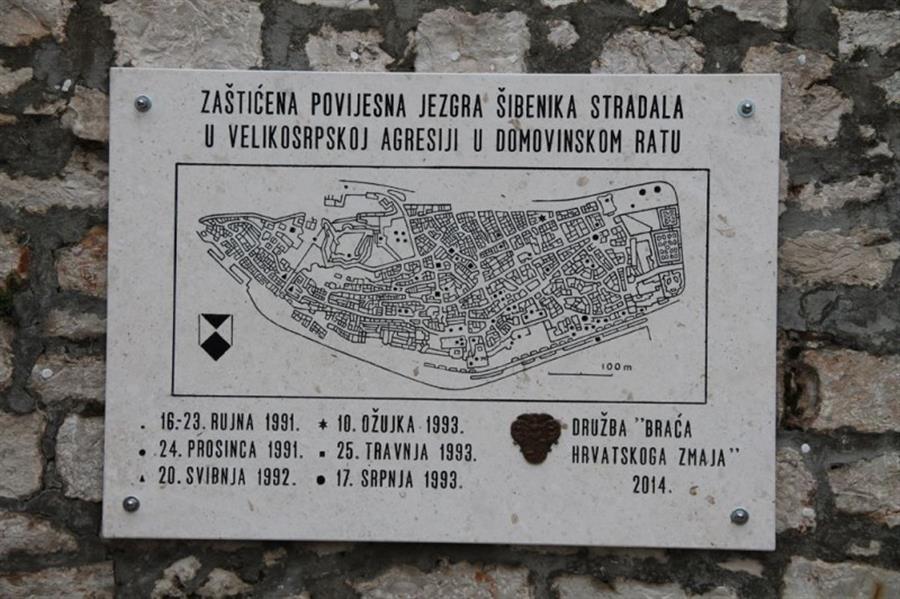 ZAŠTIĆENA POVIJESNA JEZGRA ŠIBENIKA STRADALA
U VELIKOSRPSKOJ AGRESIJI U DOMOVINSKOM RATU
100 m
16.-23. RUJNA 1991.
24. PROSINCA 1991.
20. SVIBNJA 1992.
10. OŽUJKA 1993.
25. TRAVNJA 1993.
17. SRPNJA 1993.
DRUŽBA "BRAĆA
HRVATSKOGA ZMAJA"
2014.